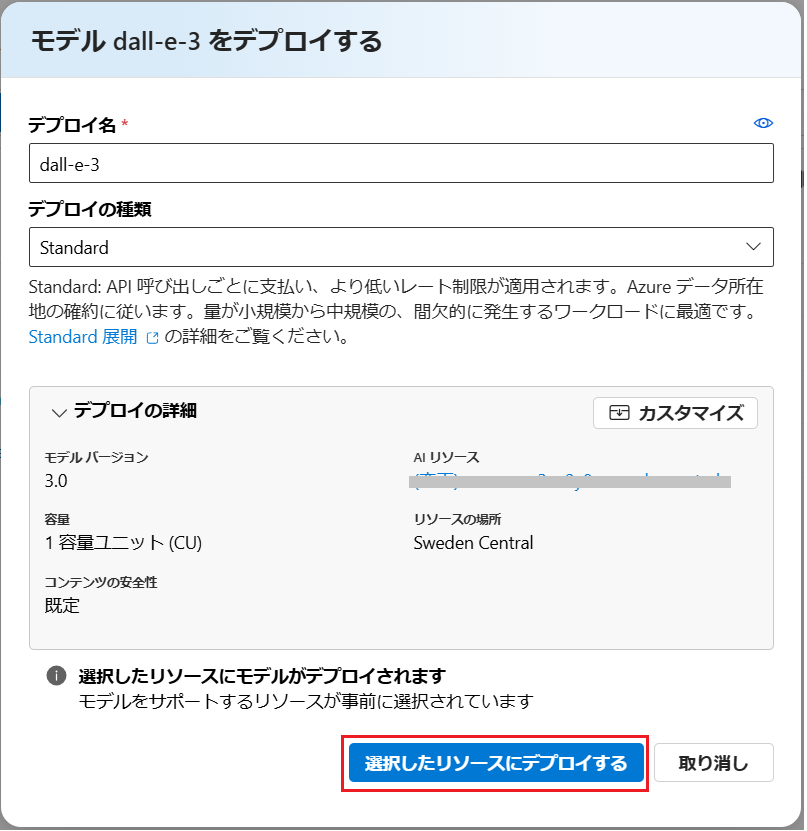 モデル dall-e-3 をデプロイする
デプロイ名 *
dall-e-3
デプロイの種類
Standard
Standard: API 呼び出しごとに支払い、より低いレート制限が適用されます。Azure データ所在
地の確約に従います。量が小規模から中規模の、間欠的に発生するワークロードに最適です。
Standard 展開 の詳細をご覧ください。
デプロイの詳細
カスタマイズ
モデル バージョン
3.0
AI リソース
容量
1 容量ユニット (CU)
リソースの場所
Sweden Central
コンテンツの安全性
既定
選択したリソースにモデルがデプロイされます
モデルをサポートするリソースが事前に選択されています
選択したリソースにデプロイする
取り消し